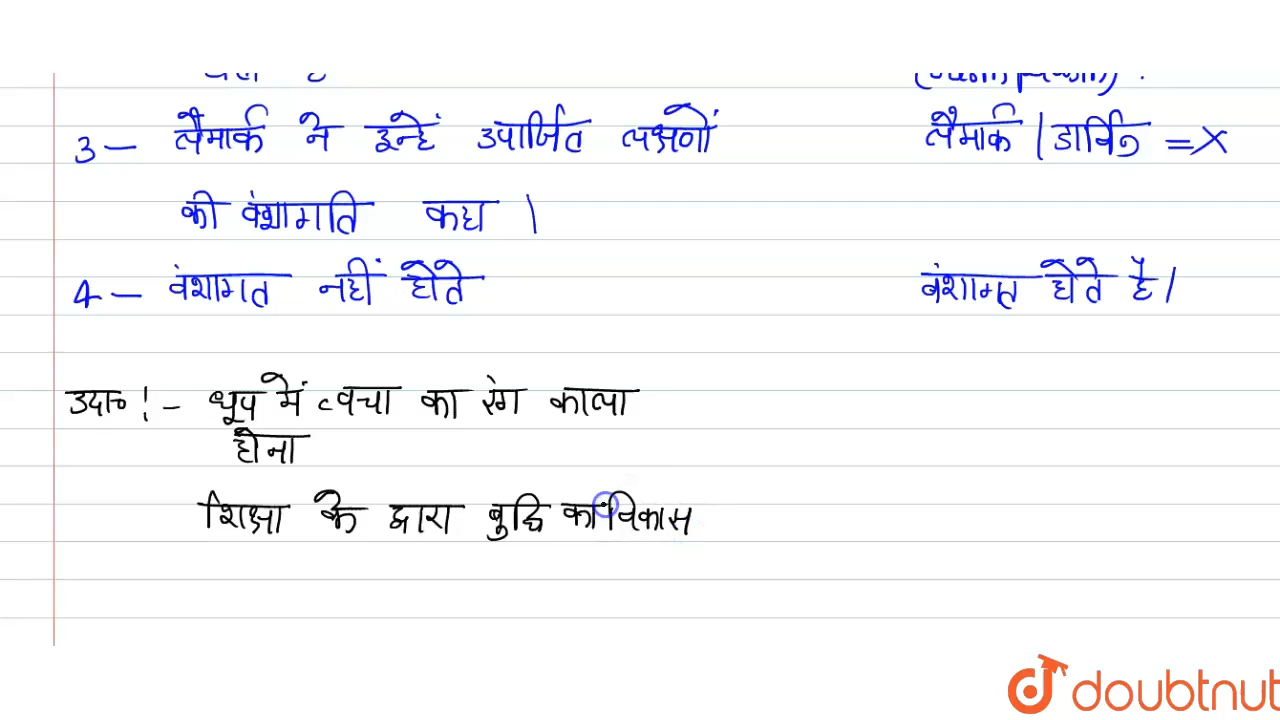 3 – लैमार्क ने इन्हें उपार्जित लक्षणों लैमार्क / डार्विन = X
की वंशागति कहा ।
4 – वंशागत नहीं होते वंशागत होते है ।
उदा० :- धूप में त्वचा का रंग काला
होना
शिक्षा के द्वारा बुद्धि का विकास
doubtnut